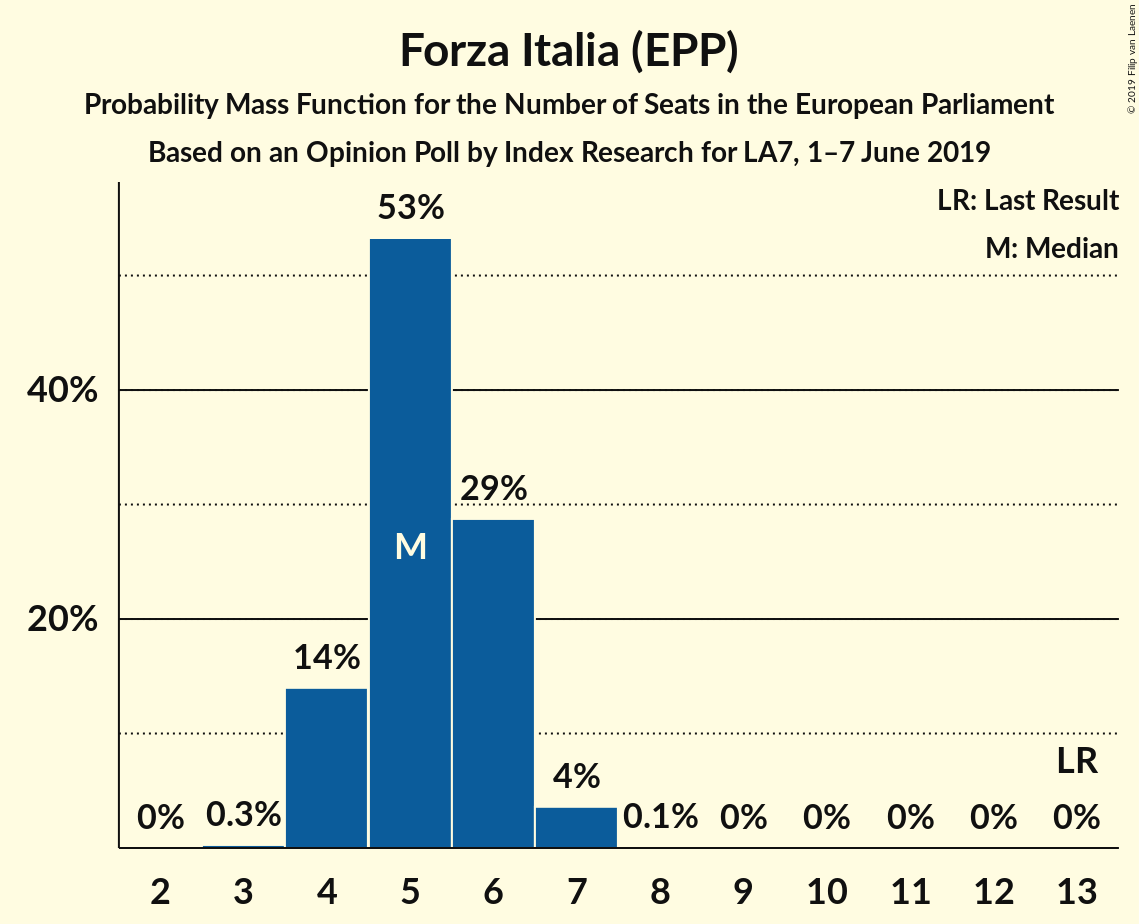 Forza Italia (EPP)
Probability Mass Function for the Number of Seats in the European Parliament
Based on an Opinion Poll by Index Research for LA7, 1–7 June 2019
© 2019 Filip van Laenen
LR: Last Result
M: Median
53%
40%
29%
M
20%
14%
4%
LR
0%
0.3%
0.1%
0%
0%
0%
0%
0%
2 3 4 5 6 7 8 9 10 11 12 13